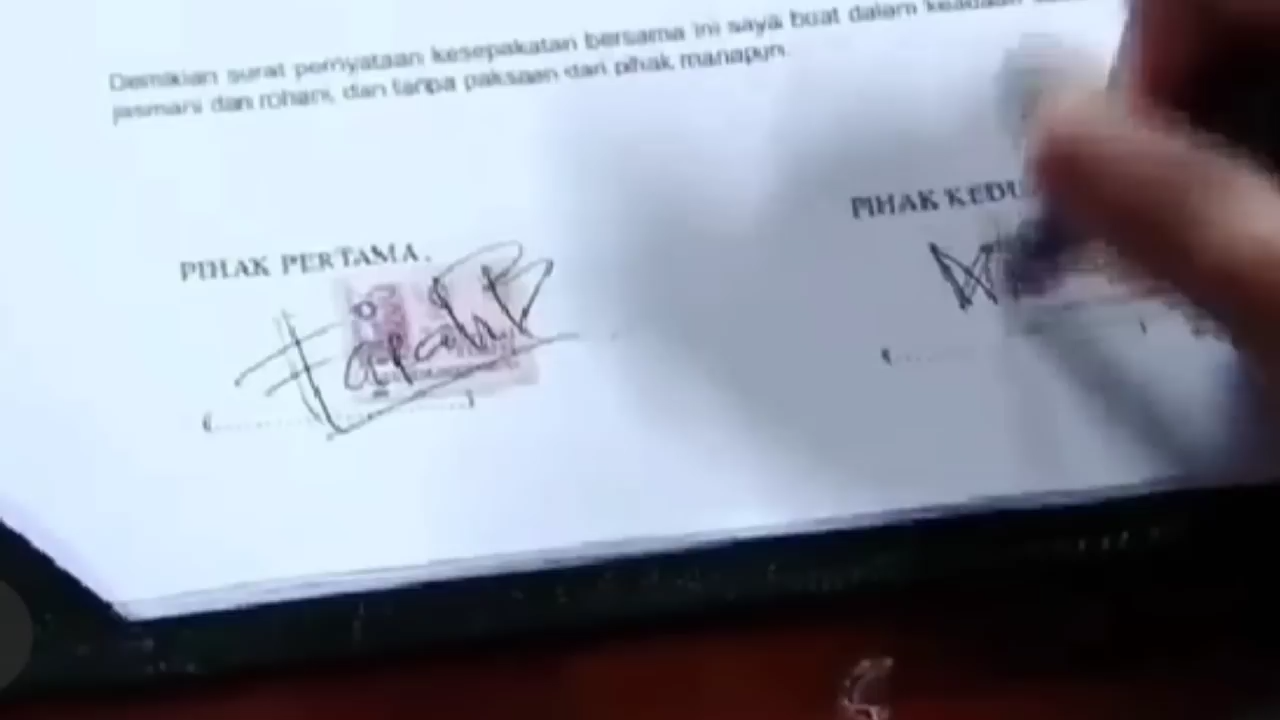 Demikian surat pernyataan kesepakatan bersama ini saya buat dalam keadaan
jasmani dan rohani, dan tanpa paksaan dari pihak manapun.
PIHAK PERTAMA,
PIHAK KEDU